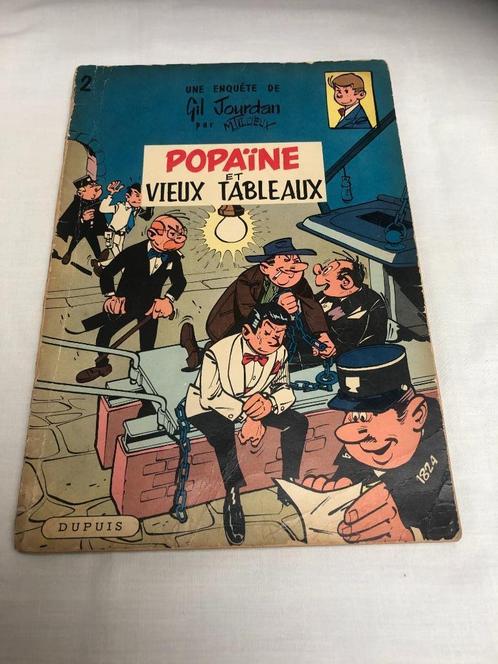 2
UNE ENQUÊTE DE
Gil Jourdan
par M.TILLIEUX
POPAÏNE
ET
VIEUX TABLEAUX
1824
DUPUIS